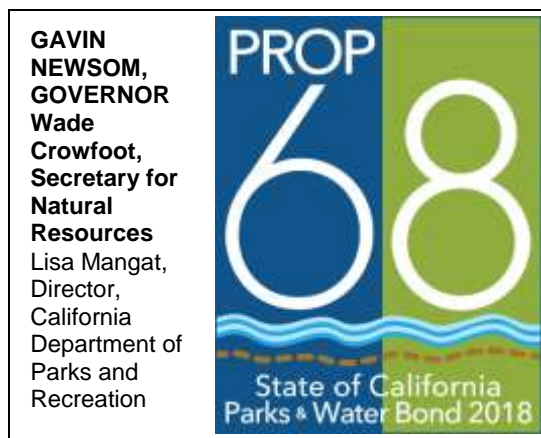 GAVIN
NEWSOM,
GOVERNOR
Wade
Crowfoot,
Secretary for
Natural
Resources
Lisa Mangat,
Director,
California
Department of
Parks and
Recreation
PROP
68
State of California
Parks & Water Bond 2018